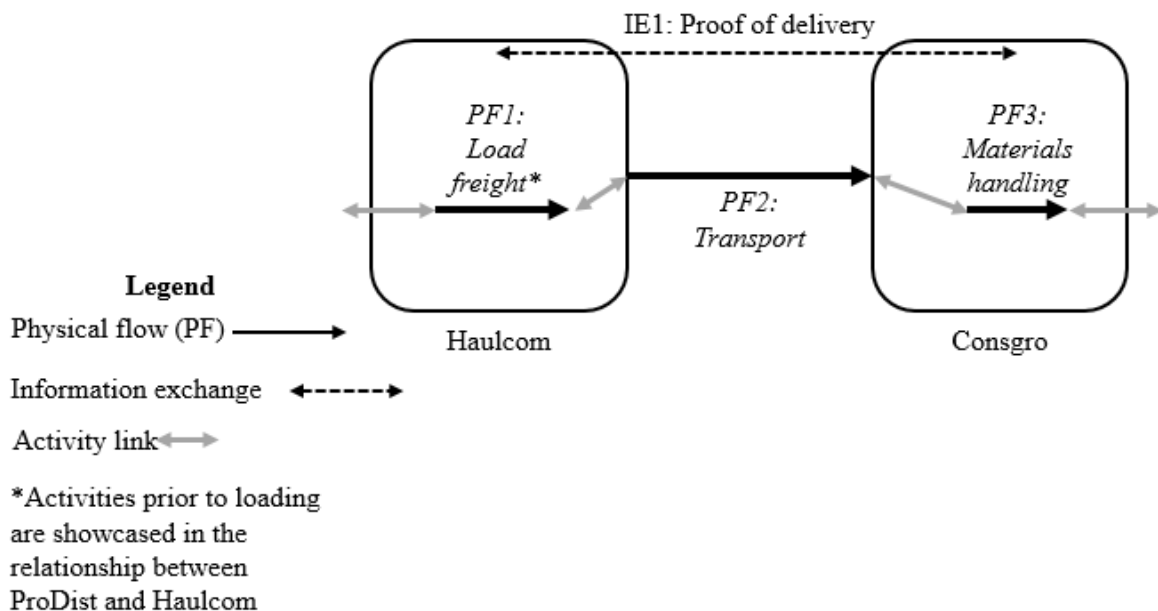 IE1: Proof of delivery
PF1:
Load
freight*
PF2:
Transport
PF3:
Materials
handling
Haulcom
Consgro
Legend
Physical flow (PF)
Information exchange
Activity link
*Activities prior to loading
are showcased in the
relationship between
ProDist and Haulcom